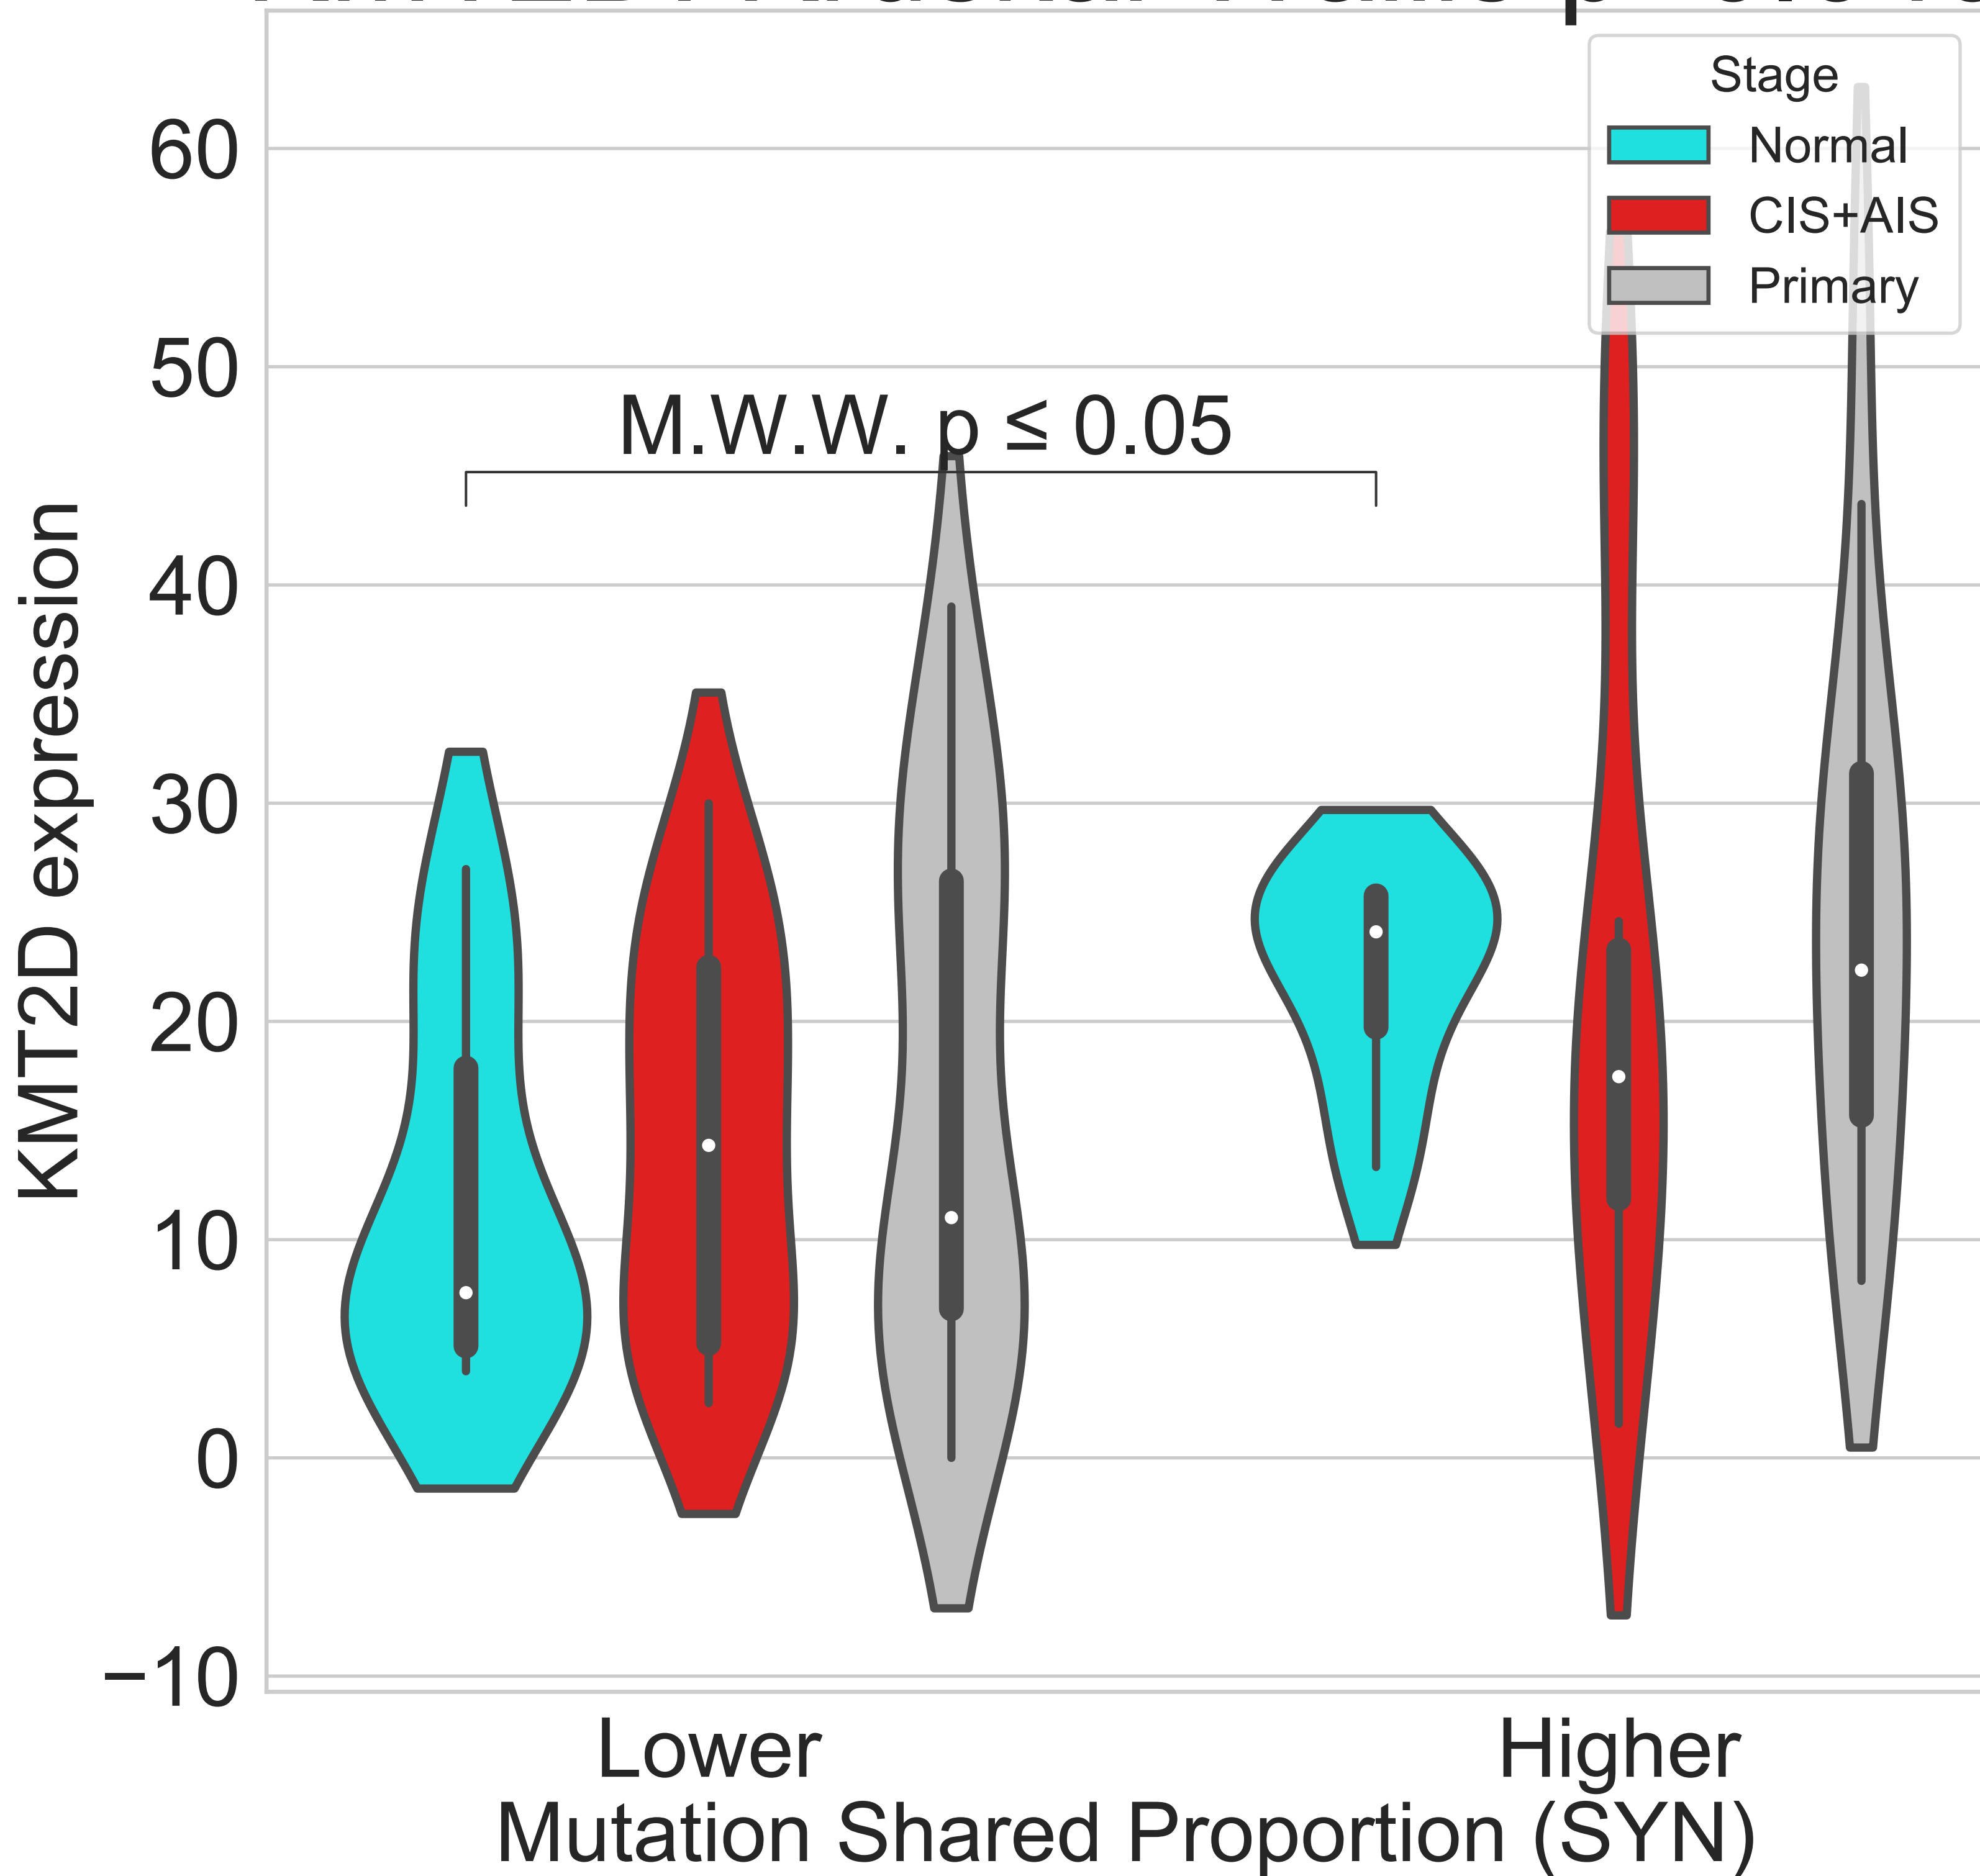 Stage
Normal
CIS+AIS
Primary
60
50
40
30
20
10
0
−10
M.W.W. p ≤ 0.05
KMT2D expression
Lower
Higher
Mutation Shared Proportion (SYN)